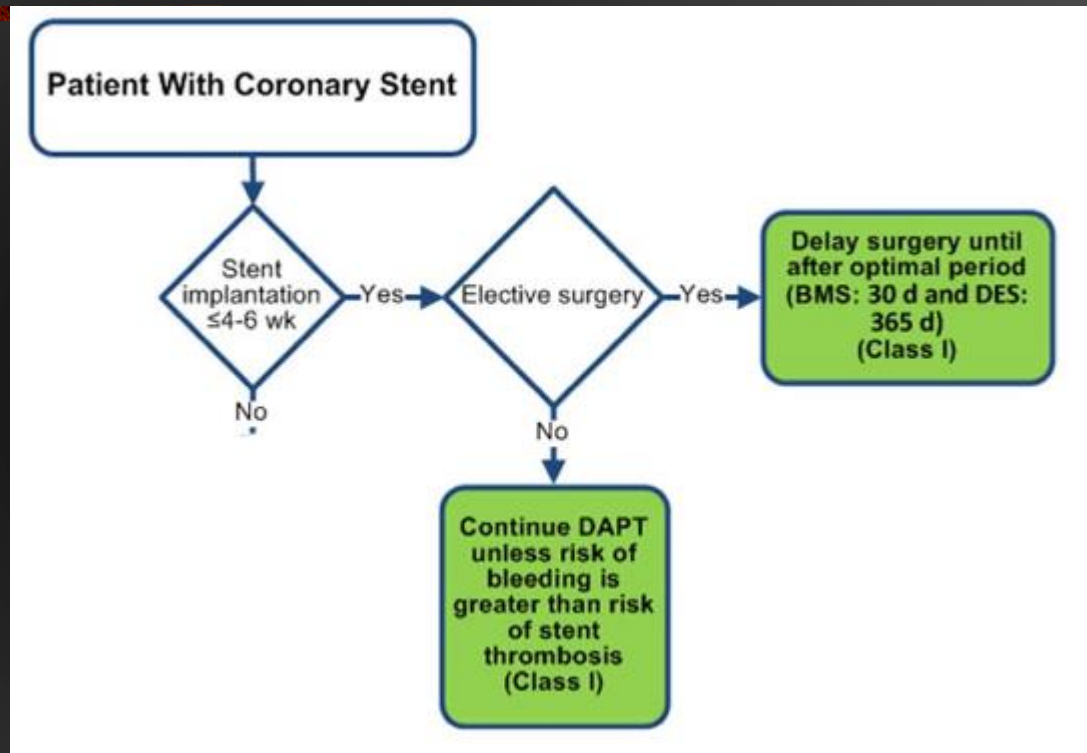 Patient With Coronary Stent
Stent
implantation
≤4-6 wk
Yes
Elective surgery
Yes
Delay surgery until
after optimal period
(BMS: 30 d and DES:
365 d)
(Class I)
No
No
Continue DAPT
unless risk of
bleeding is
greater than risk
of stent
thrombosis
(Class I)